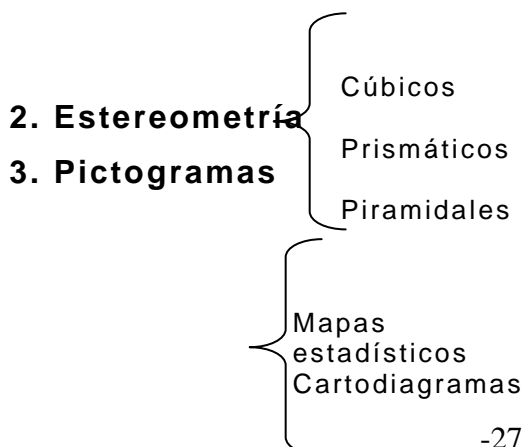 2. Estereometría
3. Pictogramas
Cúbicos
Prismáticos
Piramidales
Mapas
estadísticos
Cartodiagramas
-27